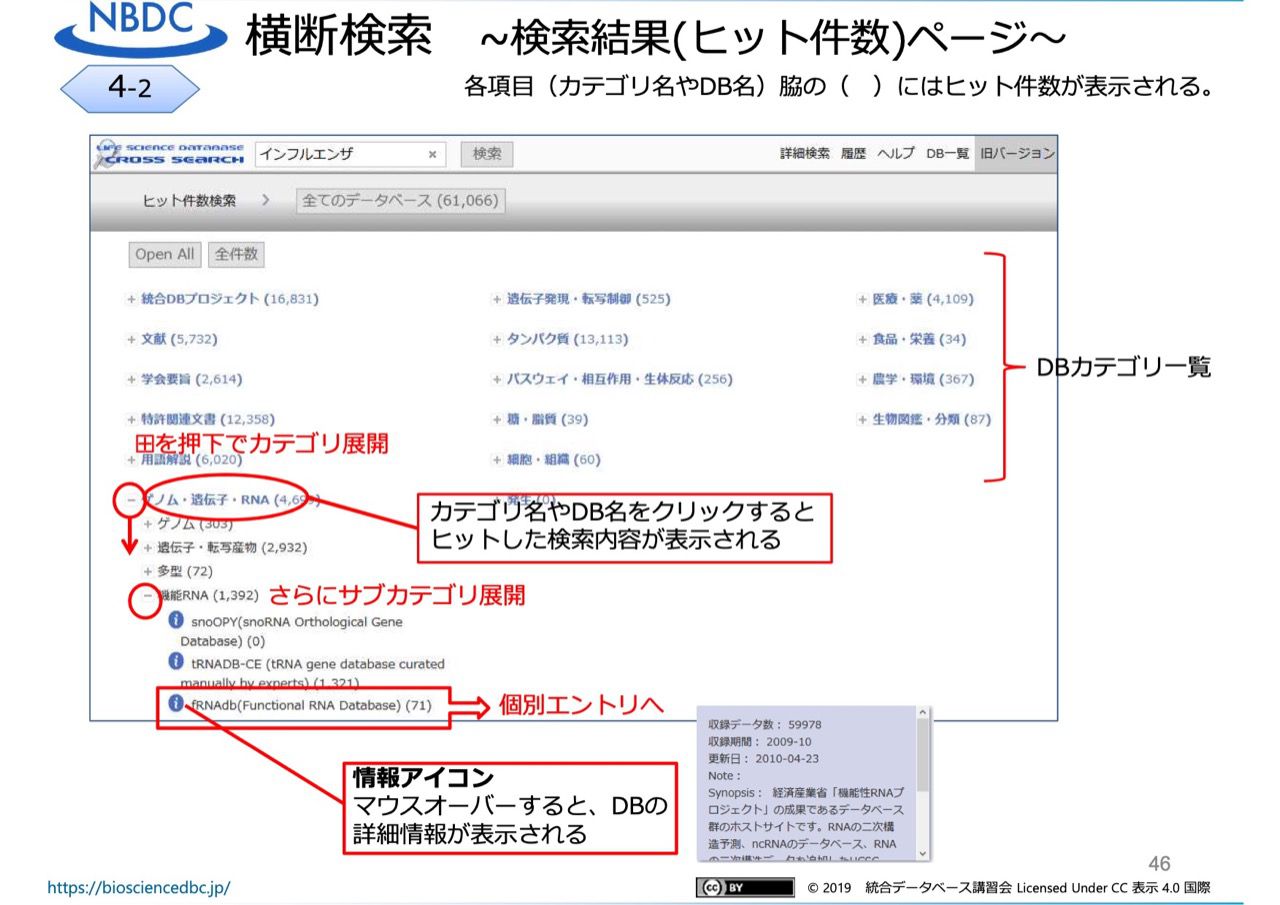 NBDC
横断検索 ~検索結果(ヒット件数)ページ～
4-2
各項目（カテゴリ名やDB名）脇の（　）にはヒット件数が表示される。
LIFE SCIENCE DATABASE
CROSS SEARCH
インフルエンザ × 検索 詳細検索 履歴 ヘルプ DB一覧 旧バージョン
ヒット件数検索 > 全てのデータベース (61,066)
Open All 全件数
+ 統合DBプロジェクト (16,831) + 遺伝子発現・転写制御 (525) + 医療・薬 (4,109)
+ 文献 (5,732) + タンパク質 (13,113) + 食品・栄養 (34)
DBカテゴリ一覧
+ 学会要旨 (2,614) + パスウェイ・相互作用・生体反応 (256) + 農学・環境 (367)
+ 特許関連文書 (12,358) + 糖・脂質 (39) + 生物図鑑・分類 (87)
田を押下でカテゴリ展開
+ 用語解説 (6,020) + 細胞・組織 (60)
− ゲノム・遺伝子・RNA 発生 (0)
カテゴリ名やDB名をクリックすると
ヒットした検索内容が表示される
+ ゲノム (303)
+ 遺伝子・転写産物 (2,932)
+ 多型 (72)
− 機能RNA (1,392) さらにサブカテゴリ展開
snoOPY(snoRNA Orthological Gene
Database) (0)
tRNADB-CE (tRNA gene database curated
manually by experts) (1,321)
fRNAdb(Functional RNA Database) (71) 個別エントリへ
情報アイコン
マウスオーバーすると、DBの
詳細情報が表示される
収録データ数： 59978
収録期間： 2009-10
更新日： 2010-04-23
Note：
Synopsis： 経済産業省「機能性RNAプ
ロジェクト」の成果であるデータベース
群のホストサイトです。RNAの二次構
造予測、ncRNAのデータベース、RNA
46
https://biosciencedbc.jp/ cc BY © 2019 統合データベース講習会 Licensed Under CC 表示 4.0 国際